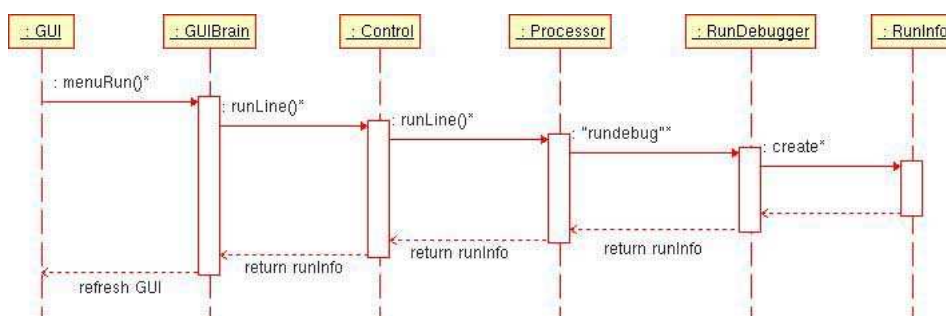 : GUI
: GUIBrain
: Control
: Processor
: RunDebugger
: RunInfo
: menuRun()*
: runLine()*
: runLine()*
: "rundebug"*
: create*
return runInfo
return runInfo
return runInfo
refresh GUI